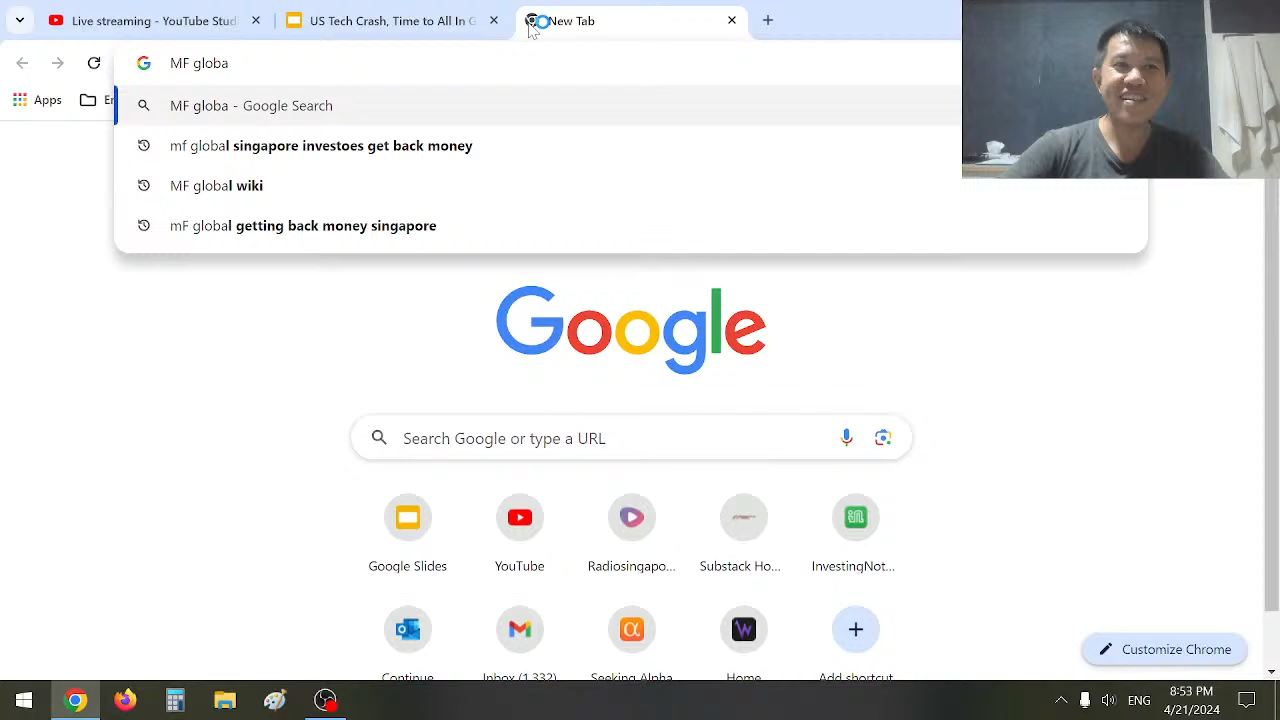 Live streaming - YouTube Studi
US Tech Crash, Time to All In G
New Tab
MF globa
Apps
MF globa - Google Search
mf global singapore investoes get back money
MF global wiki
mF global getting back money singapore
Google
Search Google or type a URL
Google Slides
YouTube
Radiosingapo...
Substack Ho...
InvestingNot...
Continue
Inbox (1,332)
Seeking Alpha
Home
Add shortcut
Customize Chrome
ENG
8:53 PM
4/21/2024